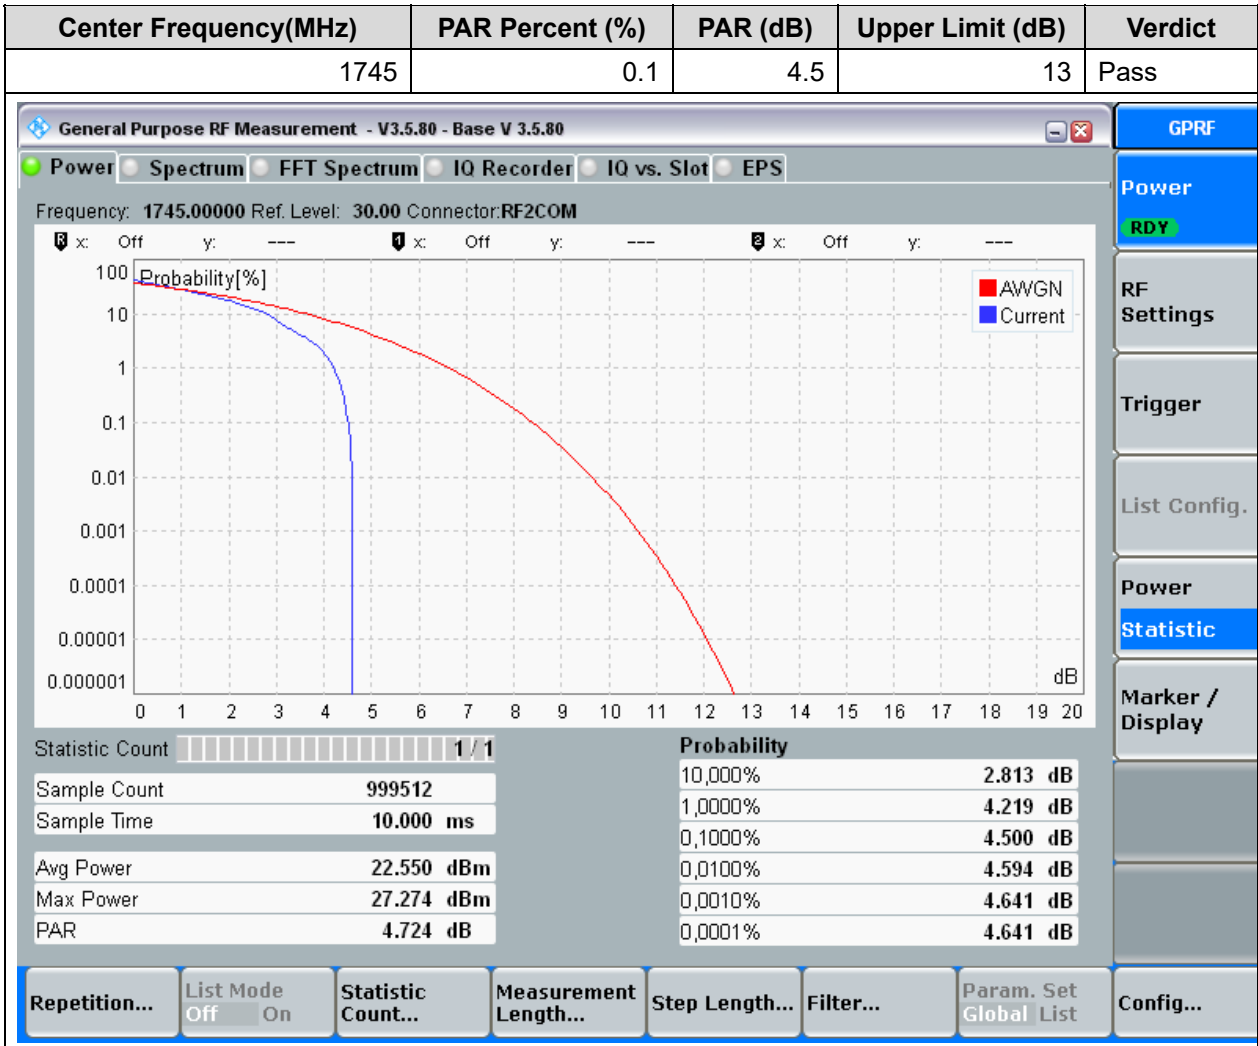 Center Frequency(MHz) PAR Percent (%) PAR (dB) Upper Limit (dB) Verdict
1745 0.1 4.5 13 Pass
General Purpose RF Measurement - V3.5.80 - Base V 3.5.80
GPRF
Power Spectrum FFT Spectrum IQ Recorder IQ vs. Slot EPS
Frequency: 1745.00000 Ref. Level: 30.00 Connector:RF2COM
R x: Off y: --- 1 x: Off y: --- 2 x: Off y: ---
Probability[%]
100
10
1
0.1
0.01
0.001
0.0001
0.00001
0.000001
AWGN
Current
dB
0 1 2 3 4 5 6 7 8 9 10 11 12 13 14 15 16 17 18 19 20
Statistic Count 1 / 1
Sample Count 999512
Sample Time 10.000 ms
Avg Power 22.550 dBm
Max Power 27.274 dBm
PAR 4.724 dB
Probability
10,000% 2.813 dB
1,0000% 4.219 dB
0,1000% 4.500 dB
0,0100% 4.594 dB
0,0010% 4.641 dB
0,0001% 4.641 dB
Power
RDY
RF
Settings
Trigger
List Config.
Power
Statistic
Marker /
Display
Repetition...
List Mode
Off On
Statistic
Count...
Measurement
Length...
Step Length...
Filter...
Param. Set
Global List
Config...